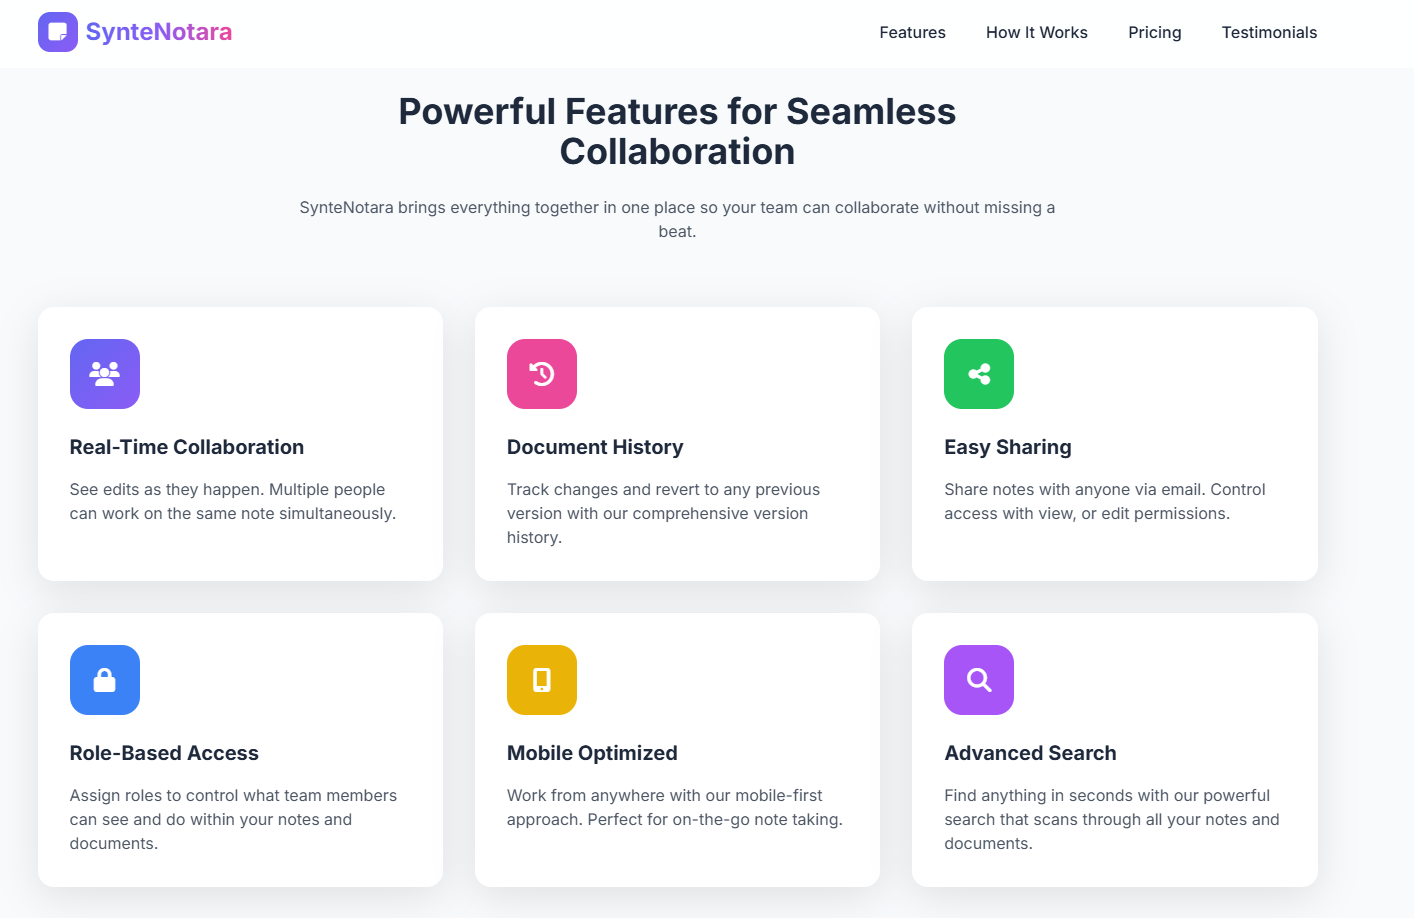 SynteNotara
Features
How It Works
Pricing
Testimonials
Powerful Features for Seamless
Collaboration
SynteNotara brings everything together in one place so your team can collaborate without missing a
beat.
Real-Time Collaboration
See edits as they happen. Multiple people
can work on the same note simultaneously.
Document History
Track changes and revert to any previous
version with our comprehensive version
history.
Easy Sharing
Share notes with anyone via email. Control
access with view, or edit permissions.
Role-Based Access
Assign roles to control what team members
can see and do within your notes and
documents.
Mobile Optimized
Work from anywhere with our mobile-first
approach. Perfect for on-the-go note taking.
Advanced Search
Find anything in seconds with our powerful
search that scans through all your notes and
documents.